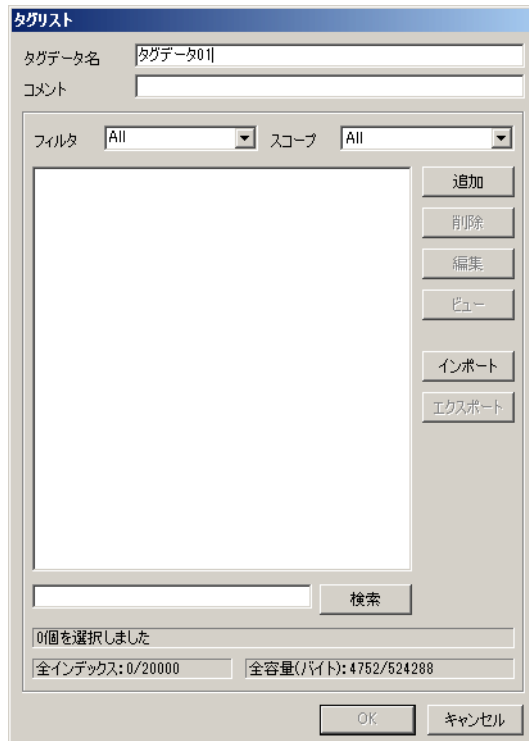 タグリスト
タグデータ名 タグデータ01
コメント
フィルタ All スコープ All
追加
削除
編集
ビュー
インポート
エクスポート
検索
0個を選択しました
全インデックス:0/20000 全容量(バイト):4752/524288
OK キャンセル